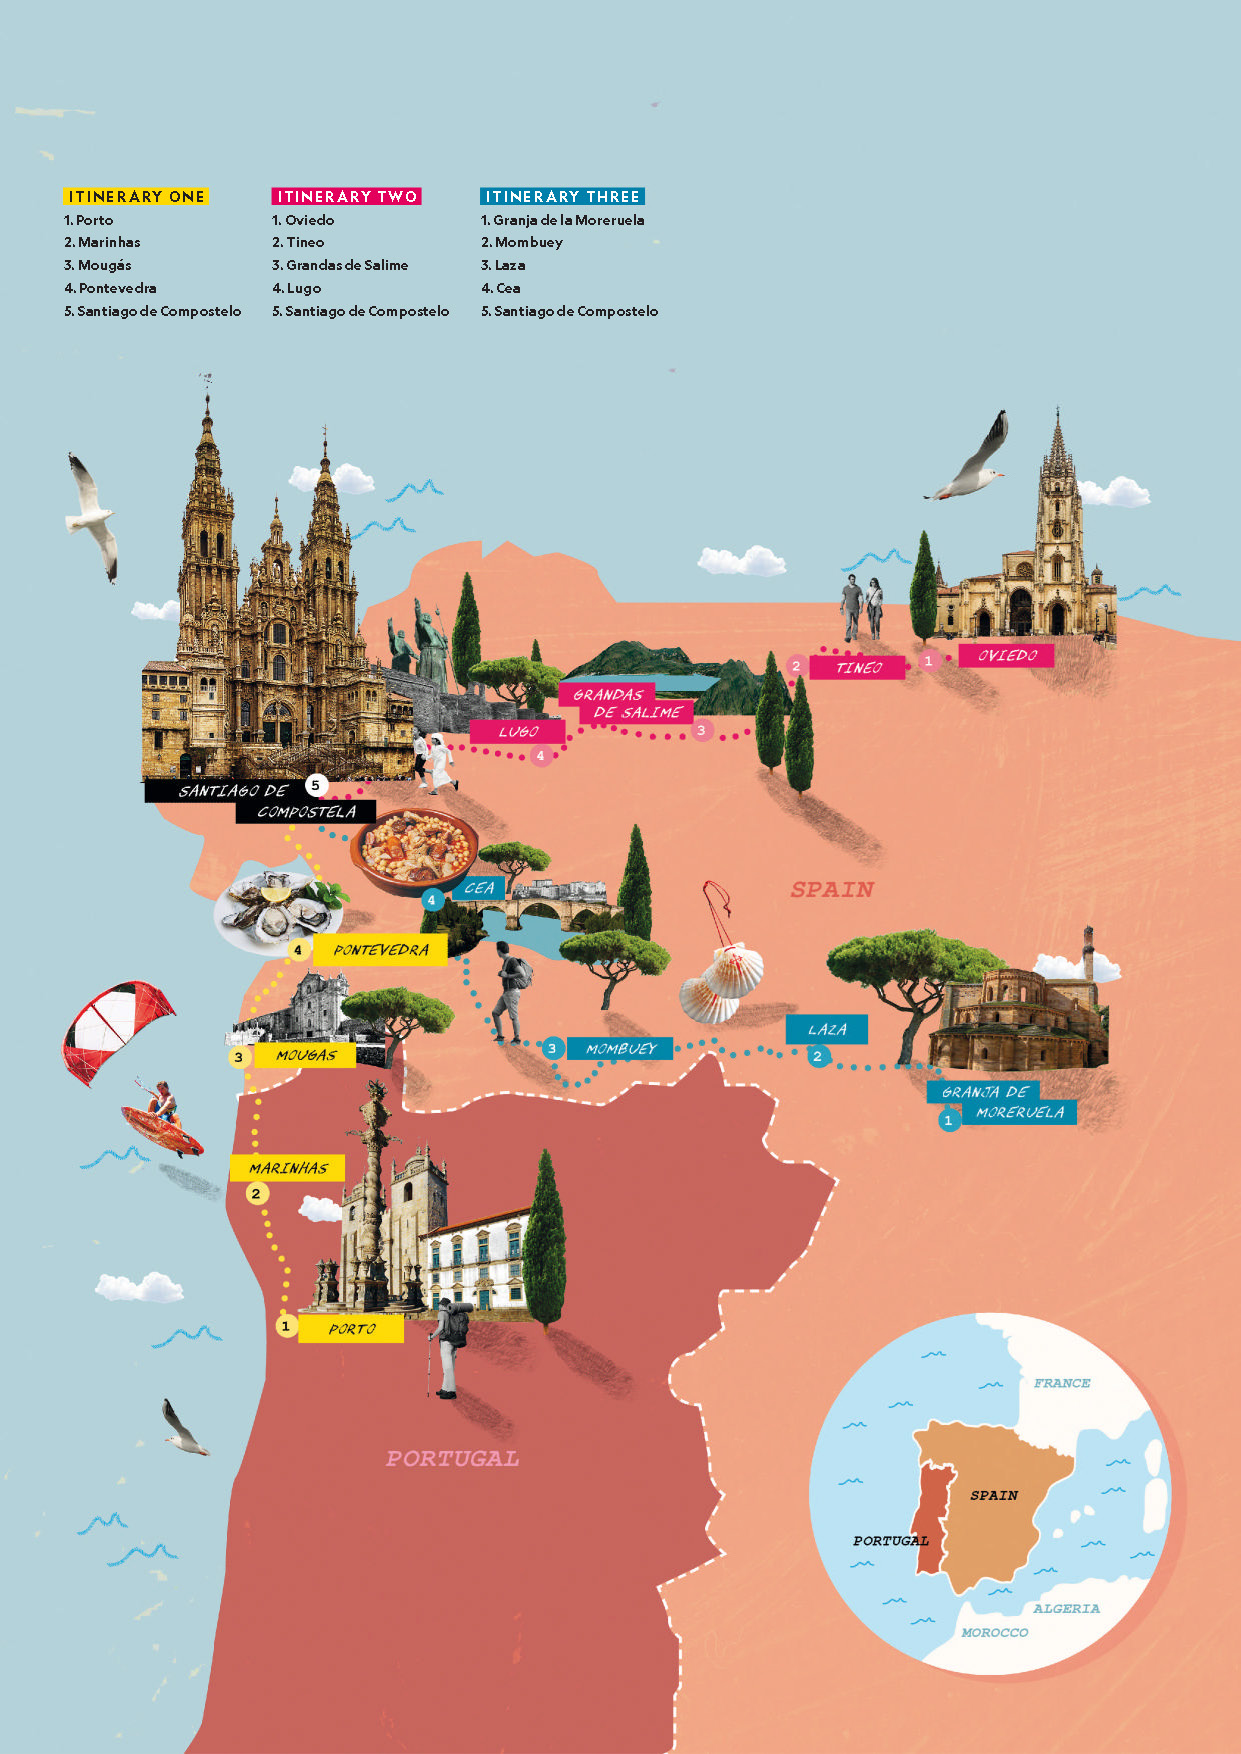 ITINERARY ONE
1. Porto
2. Marinhas
3. Mougás
4. Pontevedra
5. Santiago de Compostelo
ITINERARY TWO
1. Oviedo
2. Tineo
3. Grandas de Salime
4. Lugo
5. Santiago de Compostelo
ITINERARY THREE
1. Granja de la Moreruela
2. Mombuey
3. Laza
4. Cea
5. Santiago de Compostelo
1
OVIEDO
2
TINEO
GRANDAS
DE SALIME
3
LUGO
4
SANTIAGO DE
5
COMPOSTELA
SPAIN
4
CEA
4
PONTEVEDRA
LAZA
2
3
MOMBUEY
3
MOUGAS
GRANJA DE
MORERUELA
1
MARINHAS
2
1
PORTO
PORTUGAL
FRANCE
SPAIN
PORTUGAL
ALGERIA
MOROCCO